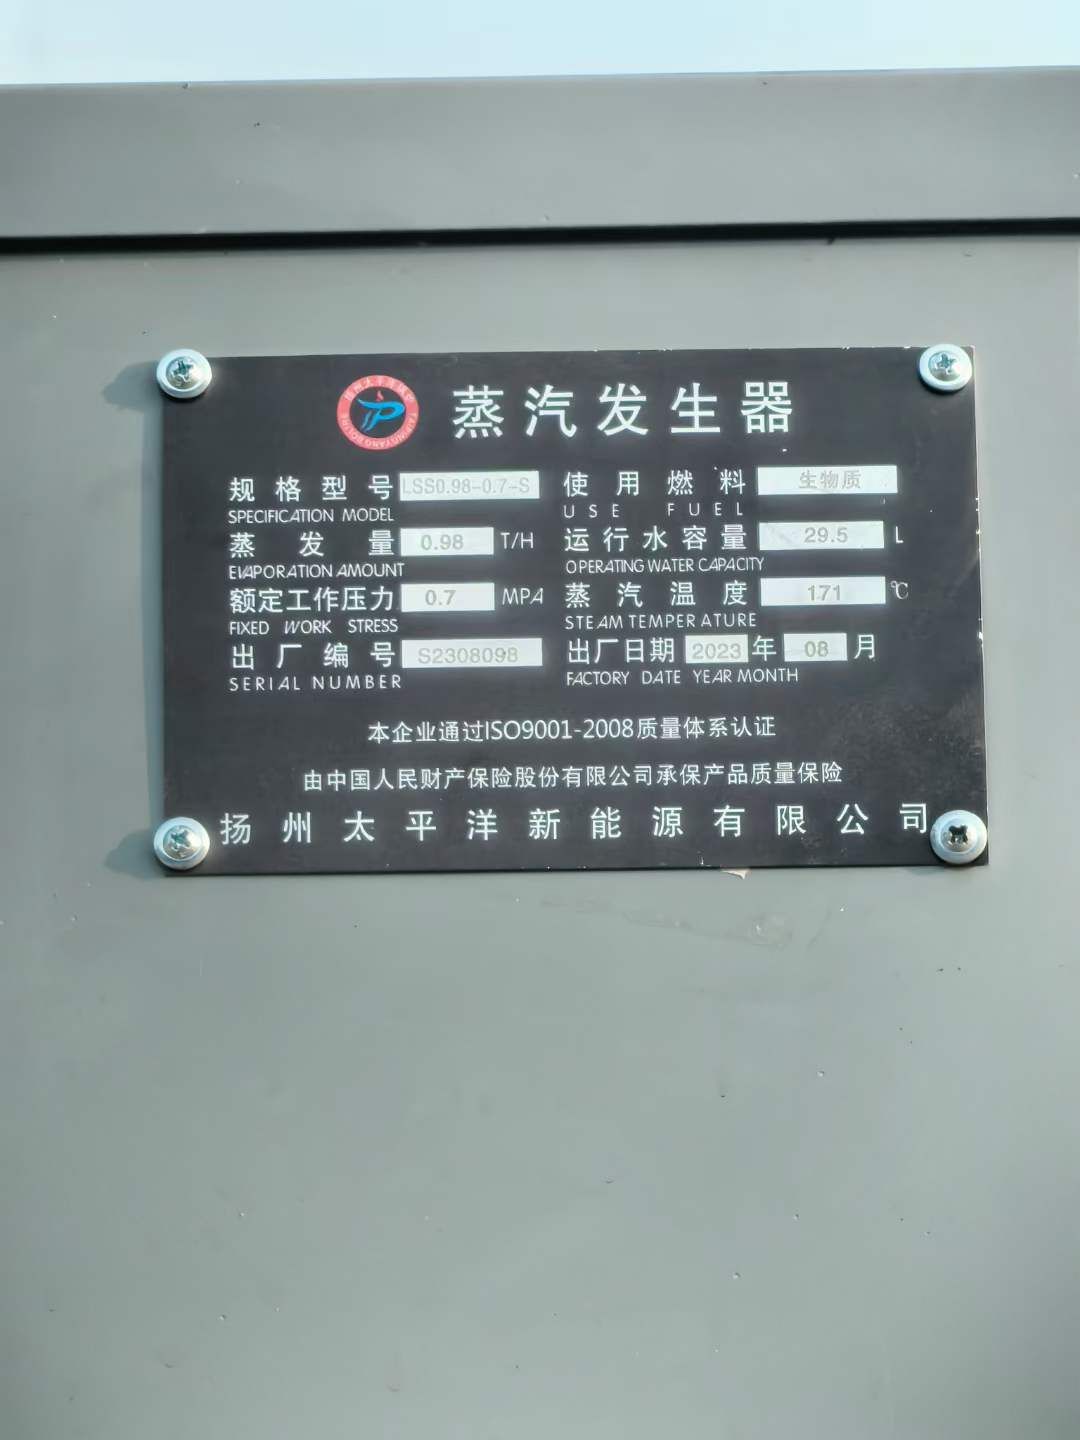 蒸汽发生器
规格型号 LSS0.98-0.7-S 使用燃料 生物质
SPECIFICATION MODEL USE FUEL
蒸发量 0.98 T/H 运行水容量 29.5 L
EVAPORATION AMOUNT OPERATING WATER CAPACITY
额定工作压力 0.7 MPA 蒸汽温度 171 ℃
FIXED WORK STRESS STEAM TEMPERATURE
出厂编号 S2308098 出厂日期 2023 年 08 月
SERIAL NUMBER FACTORY DATE YEAR MONTH
本企业通过ISO9001-2008质量体系认证
由中国人民财产保险股份有限公司承保产品质量保险
扬州太平洋新能源有限公司